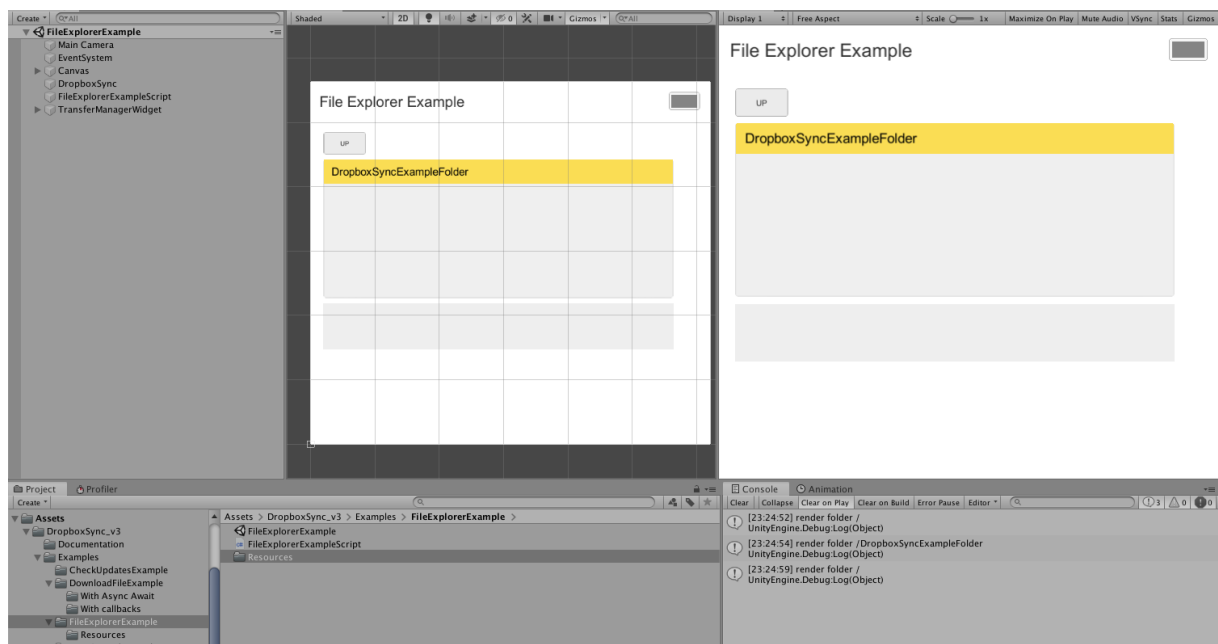 Create
All
FileExplorerExample
Main Camera
EventSystem
Canvas
DropboxSync
FileExplorerExampleScript
TransferManagerWidget
Shaded 2D 0 Gizmos All
File Explorer Example
UP
DropboxSyncExampleFolder
Display 1 Free Aspect Scale 1x Maximize On Play Mute Audio VSync Stats Gizmos
File Explorer Example
UP
DropboxSyncExampleFolder
Project Profiler
Create
Assets
DropboxSync_v3
Documentation
Examples
CheckUpdatesExample
DownloadFileExample
With Async Await
With callbacks
FileExplorerExample
Resources
Assets > DropboxSync_v3 > Examples > FileExplorerExample >
FileExplorerExample
FileExplorerExampleScript
Resources
Console Animation
Clear Collapse Clear on Play Clear on Build Error Pause Editor 3 0 0
[23:24:52] render folder /
UnityEngine.Debug:Log(Object)
[23:24:54] render folder /DropboxSyncExampleFolder
UnityEngine.Debug:Log(Object)
[23:24:59] render folder /
UnityEngine.Debug:Log(Object)